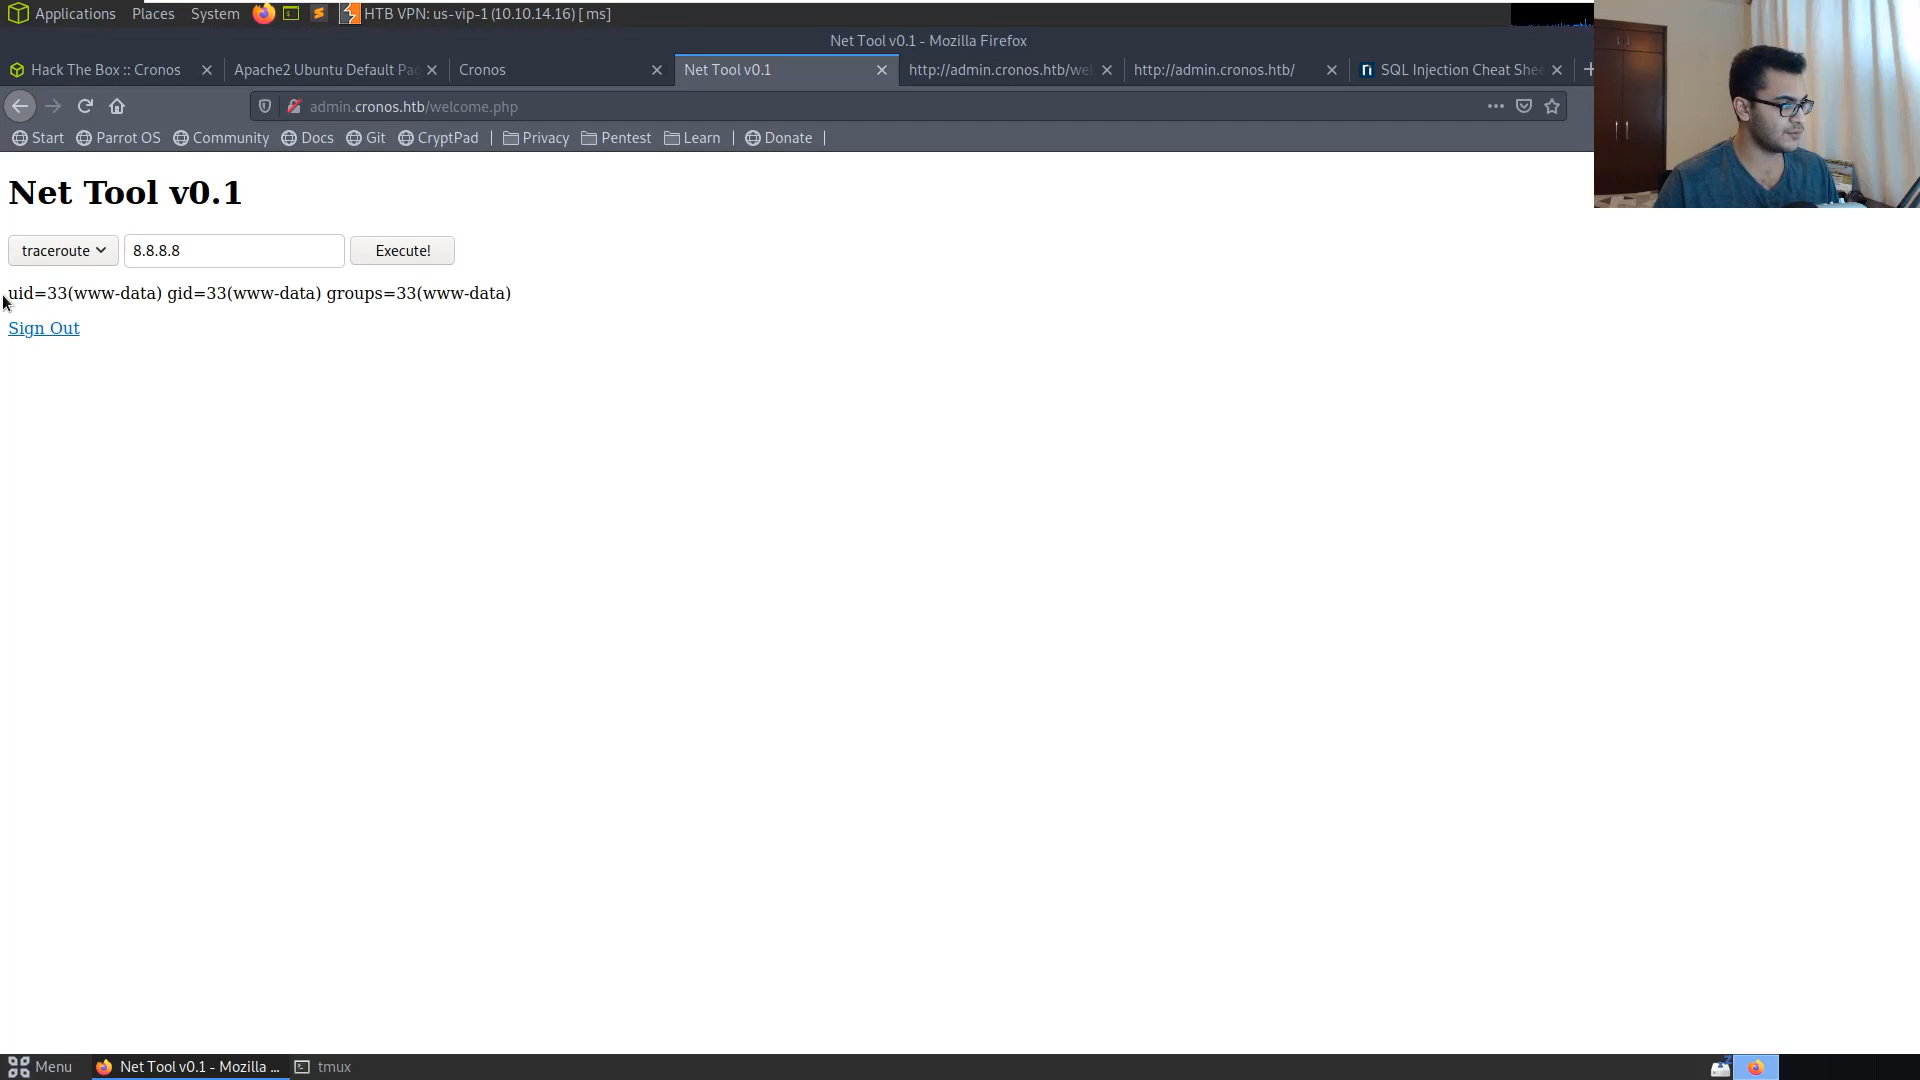 Applications Places System HTB VPN: us-vip-1 (10.10.14.16) [ ms]
Net Tool v0.1 - Mozilla Firefox
Hack The Box :: Cronos Apache2 Ubuntu Default Pa Cronos Net Tool v0.1 http://admin.cronos.htb/wel http://admin.cronos.htb/ SQL Injection Cheat She
admin.cronos.htb/welcome.php
Start Parrot OS Community Docs Git CryptPad Privacy Pentest Learn Donate
Net Tool v0.1
traceroute 8.8.8.8 Execute!
uid=33(www-data) gid=33(www-data) groups=33(www-data)
Sign Out
Menu Net Tool v0.1 - Mozilla ... tmux